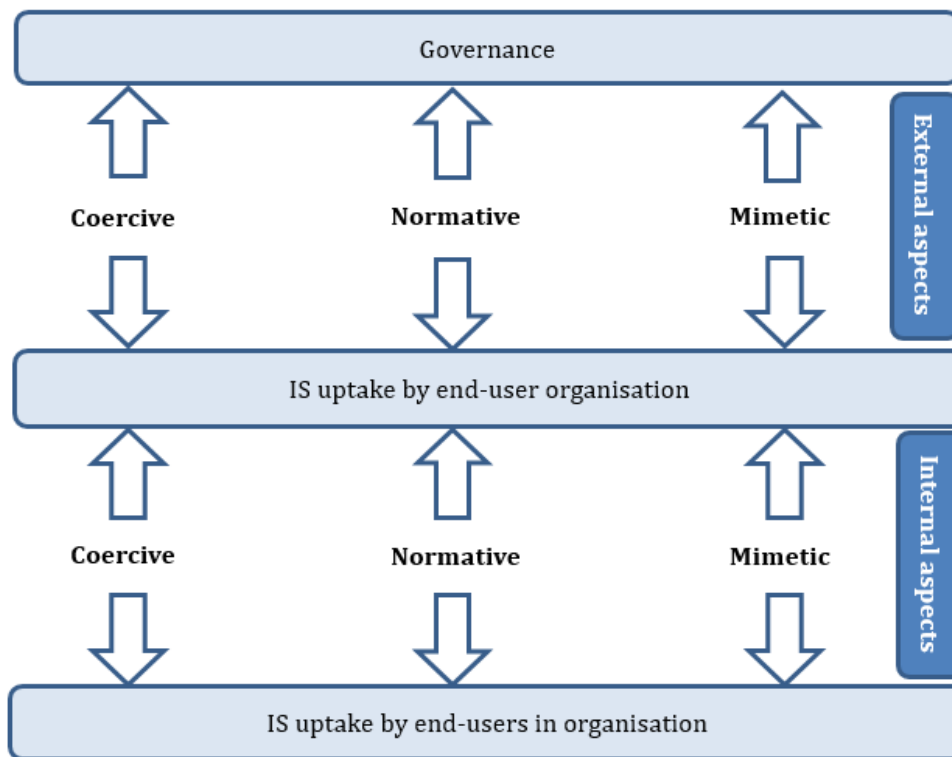 Governance
External aspects
Coercive
Normative
Mimetic
IS uptake by end-user organisation
Internal aspects
Coercive
Normative
Mimetic
IS uptake by end-users in organisation